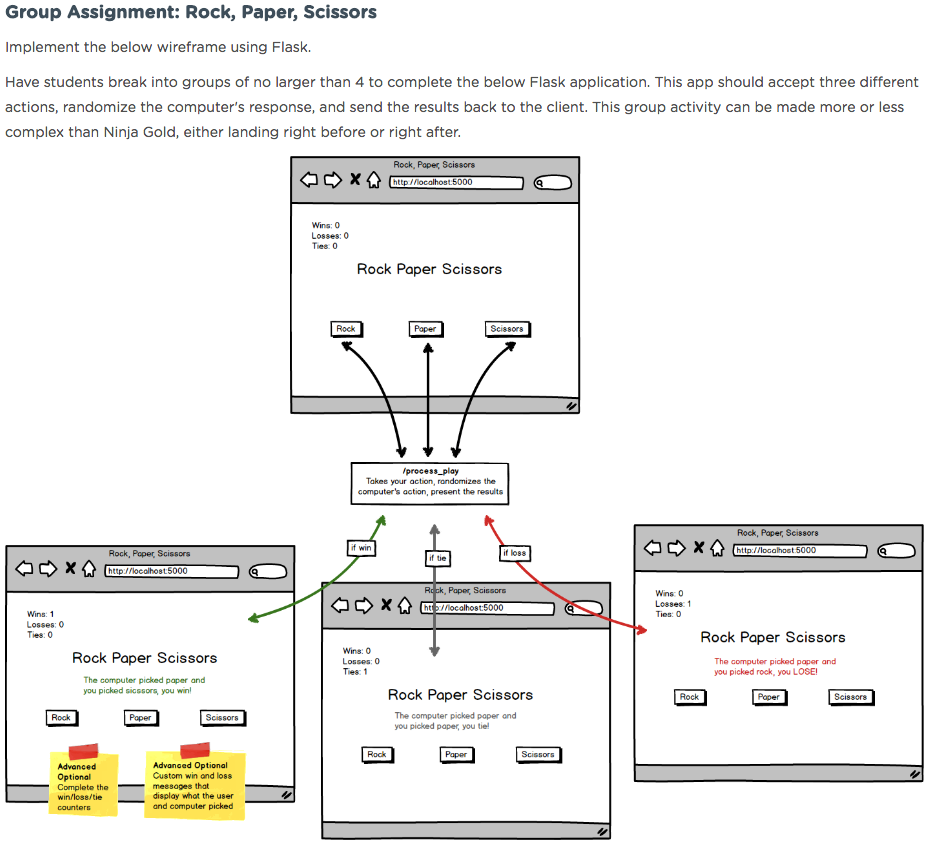 Group Assignment: Rock, Paper, Scissors
Implement the below wireframe using Flask.
Have students break into groups of no larger than 4 to complete the below Flask application. This app should accept three different
actions, randomize the computer's response, and send the results back to the client. This group activity can be made more or less
complex than Ninja Gold, either landing right before or right after.
Rock, Paper, Scissors
http://localhost:5000
Wins: 0
Losses: 0
Ties: 0
Rock Paper Scissors
Rock
Paper
Scissors
/process_play
Takes your action, randomizes the
computer's action, present the results
if win
if tie
if loss
Rock, Paper, Scissors
http://localhost:5000
Wins: 1
Losses: 0
Ties: 0
Rock Paper Scissors
The computer picked paper and
you picked sicssors, you win!
Rock
Paper
Scissors
Advanced
Optional
Complete the
win/loss/tie
counters
Advanced Optional
Custom win and loss
messages that
display what the user
and computer picked
Rock, Paper, Scissors
http://localhost:5000
Wins: 0
Losses: 0
Ties: 1
Rock Paper Scissors
The computer picked paper and
you picked paper, you tie!
Rock
Paper
Scissors
Rock, Paper, Scissors
http://localhost:5000
Wins: 0
Losses: 1
Ties: 0
Rock Paper Scissors
The computer picked paper and
you picked rock, you LOSE!
Rock
Paper
Scissors